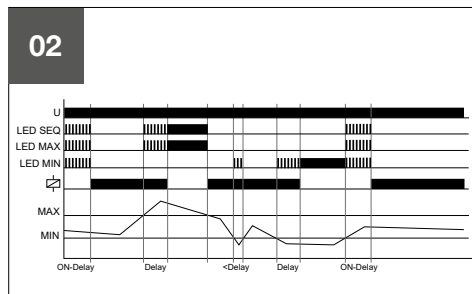 02
U
LED SEQ
LED MAX
LED MIN
MAX
MIN
ON-Delay Delay <Delay Delay ON-Delay